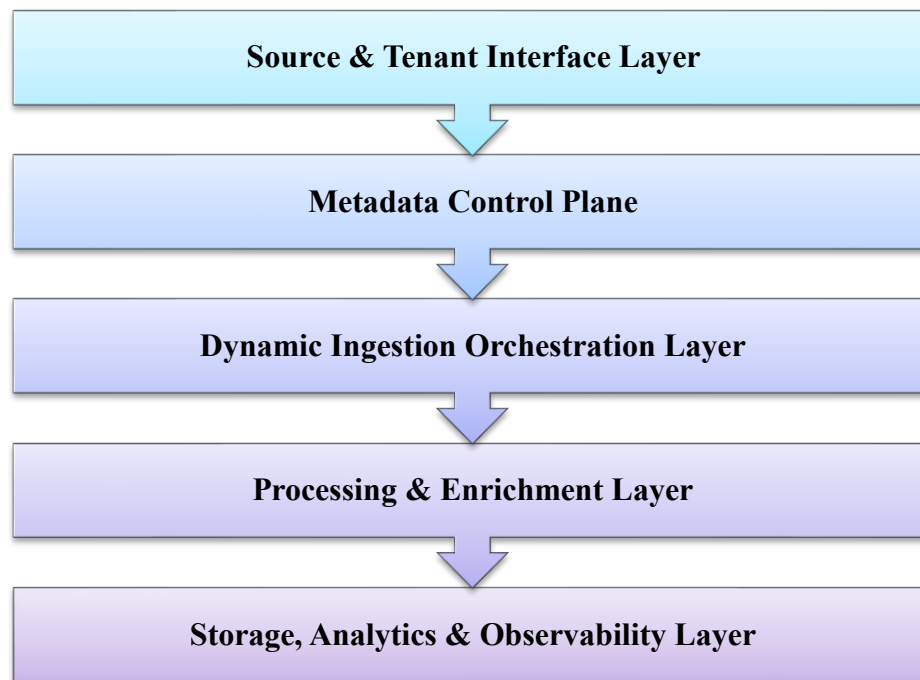 Source & Tenant Interface Layer
Metadata Control Plane
Dynamic Ingestion Orchestration Layer
Processing & Enrichment Layer
Storage, Analytics & Observability Layer